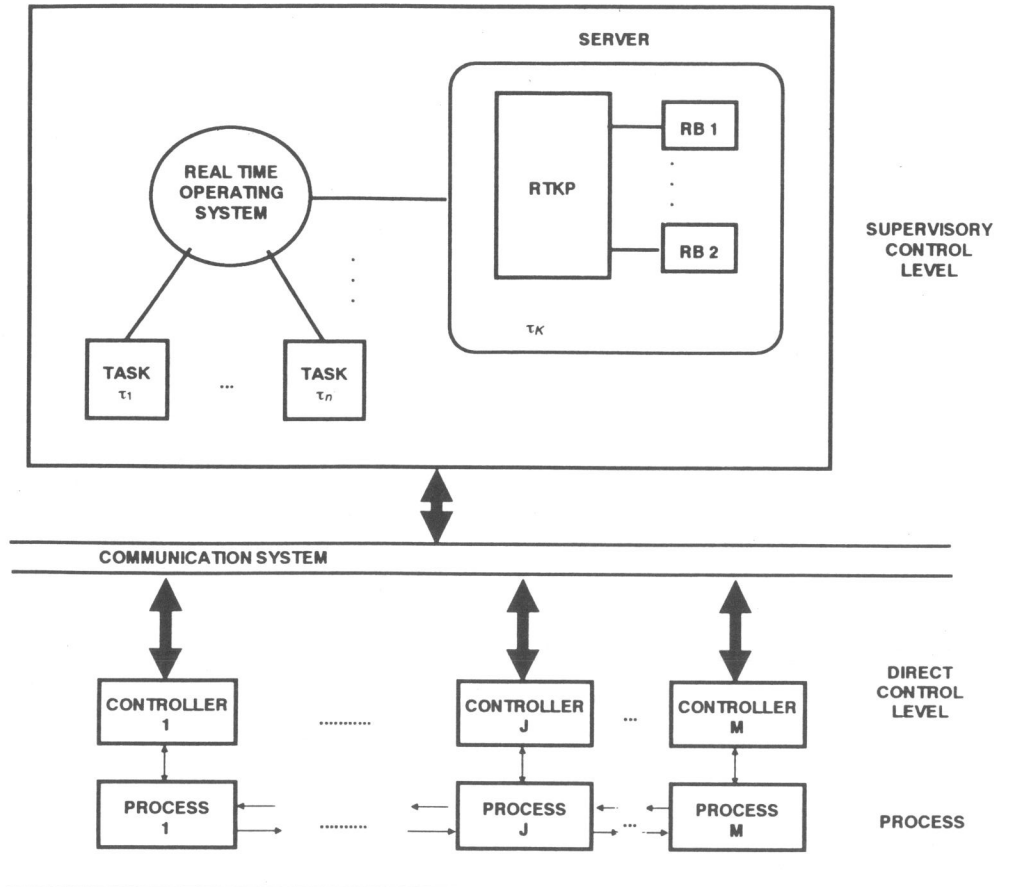 SERVER
RTKP
RB 1
RB 2
τK
REAL TIME
OPERATING
SYSTEM
TASK
τ1
...
TASK
τn
SUPERVISORY
CONTROL
LEVEL
COMMUNICATION SYSTEM
CONTROLLER
1
...........
CONTROLLER
J
...
CONTROLLER
M
DIRECT
CONTROL
LEVEL
PROCESS
1
..........
PROCESS
J
...
PROCESS
M
PROCESS